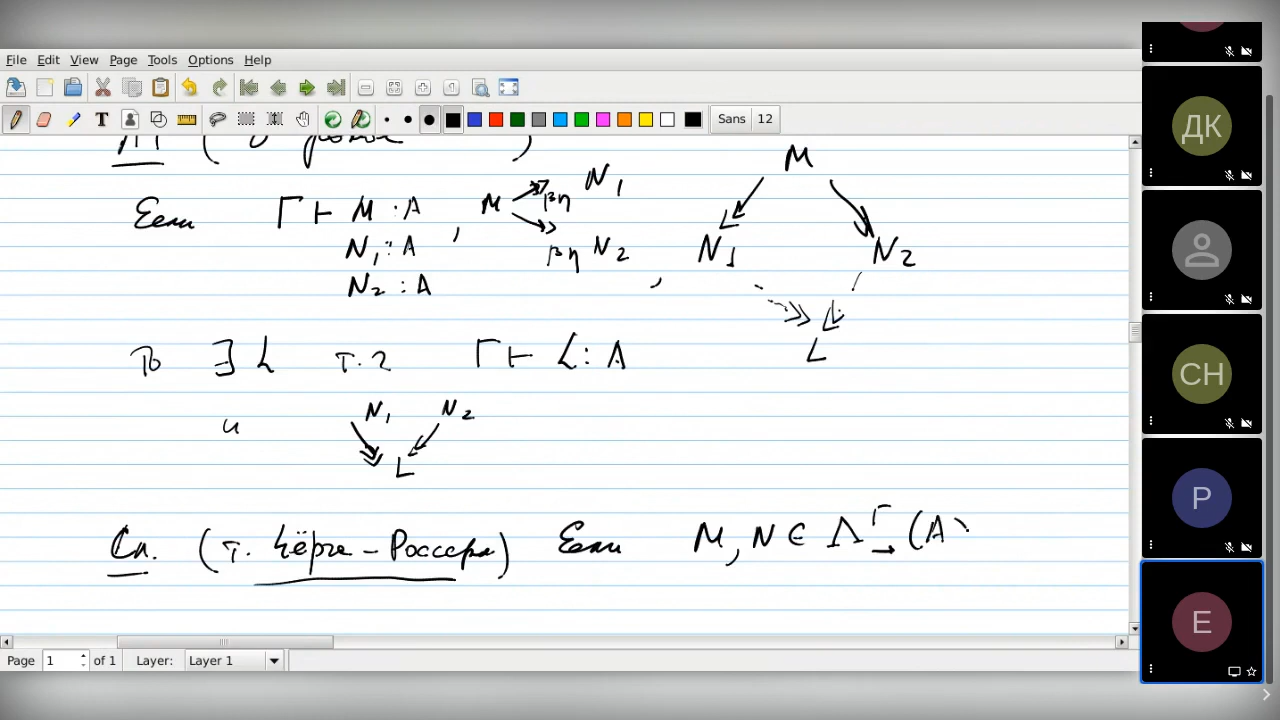 File Edit View Page Tools Options Help
Sans 12
Если Γ ⊢ M : A , M ↠βη N₁
N₁ : A ↠βη N₂ ,
N₂ : A
M
N₁ N₂
L
То ∃ L т.ч Γ ⊢ L : A
и N₁ N₂
L
Сл. (т. Чёрча – Россера) Если M, N ∈ Λ→^Γ (A)
Page 1 of 1 Layer: Layer 1
ДК
СН
Р
Е